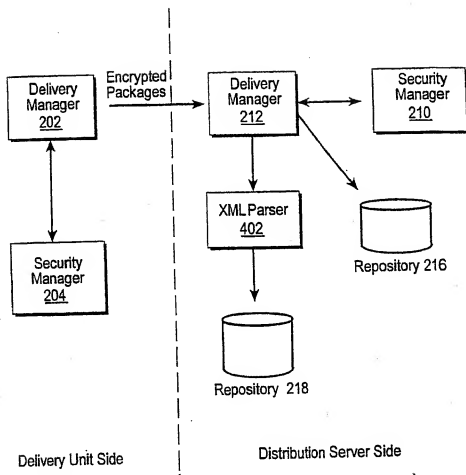 Delivery
Manager
202
Encrypted
Packages
Delivery
Manager
212
Security
Manager
210
XML Parser
402
Security
Manager
204
Repository 216
Repository 218
Delivery Unit Side
Distribution Server Side